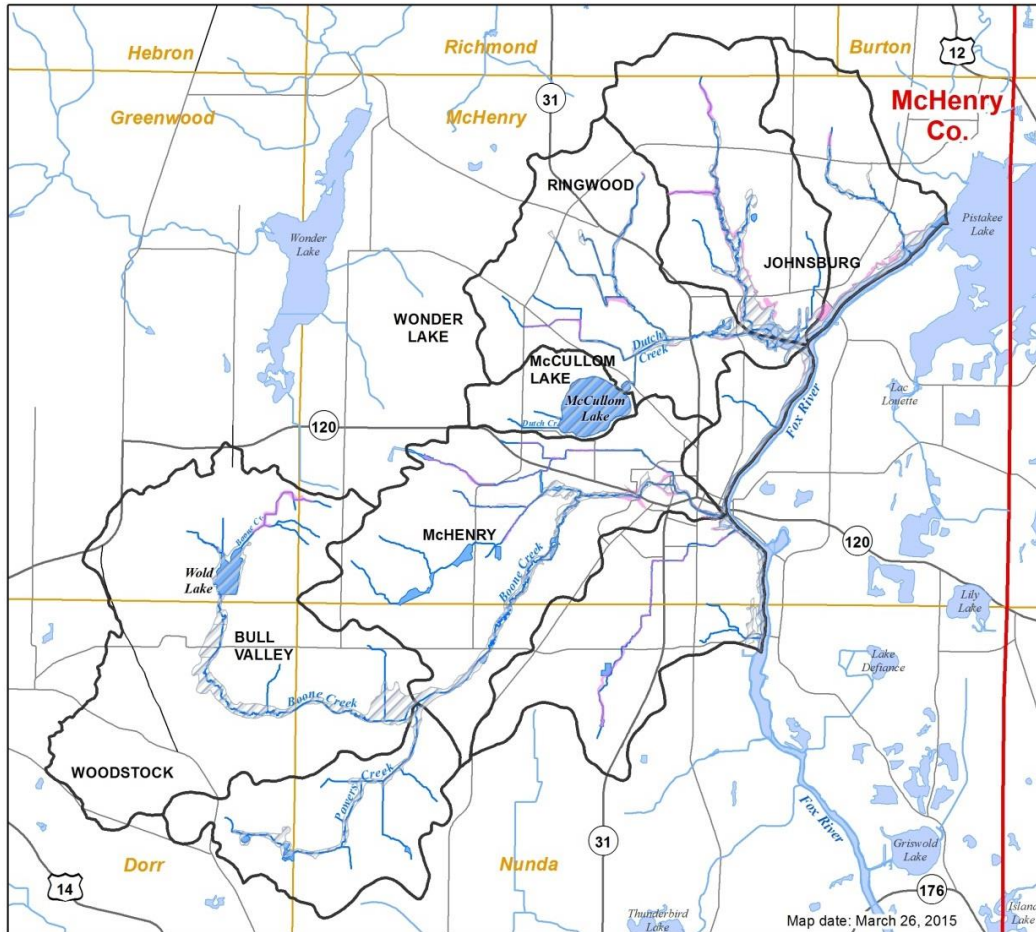 Hebron
Richmond
Burton
12
Greenwood
McHenry
31
McHenry
Co.
RINGWOOD
Pistakee
Lake
Wonder
Lake
JOHNSBURG
WONDER
LAKE
Dutch
Creek
McCULLOM
LAKE
McCullom
Lake
Dutch Cr.
Fox River
Lac
Louette
120
McHENRY
Boone Cr.
Wold
Lake
Boone Creek
120
Lily
Lake
BULL
VALLEY
Lake
Defiance
Boone Creek
WOODSTOCK
Powers Creek
Fox River
Dorr
14
Nunda
31
Griswold
Lake
176
Thunderbird
Lake
Island
Lake
Map date: March 26, 2015